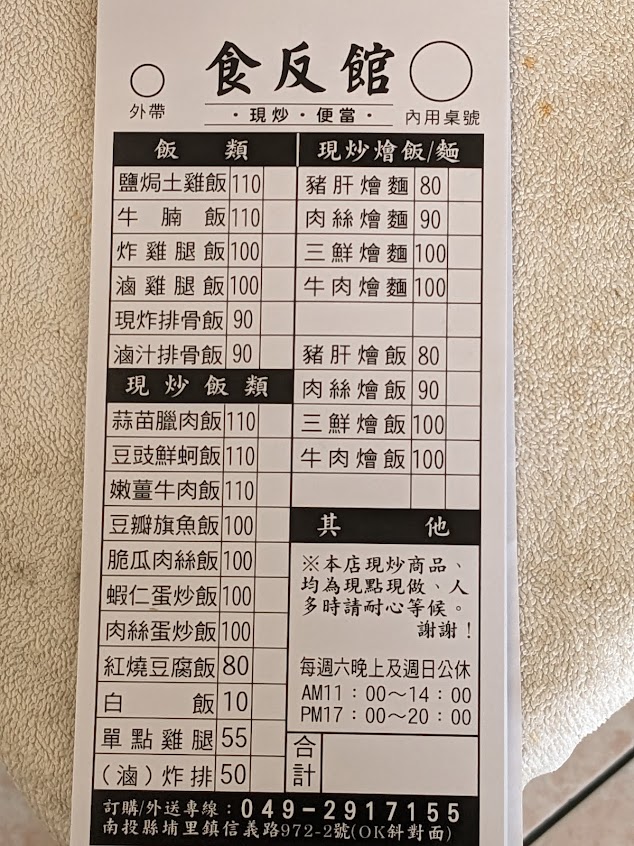 食反館
外帶
・現炒・便當・
內用桌號
飯類
鹽焗土雞飯 110
牛腩飯 110
炸雞腿飯 100
滷雞腿飯 100
現炸排骨飯 90
滷汁排骨飯 90
現炒飯類
蒜苗臘肉飯 110
豆豉鮮蚵飯 110
嫩薑牛肉飯 110
豆瓣旗魚飯 100
脆瓜肉絲飯 100
蝦仁蛋炒飯 100
肉絲蛋炒飯 100
紅燒豆腐飯 80
白飯 10
單點雞腿 55
（滷）炸排 50
現炒燴飯/麵
豬肝燴麵 80
肉絲燴麵 90
三鮮燴麵 100
牛肉燴麵 100
豬肝燴飯 80
肉絲燴飯 90
三鮮燴飯 100
牛肉燴飯 100
其他
※本店現炒商品、
均為現點現做、人
多時請耐心等候。
謝謝！
每週六晚上及週日公休
AM11：00～14：00
PM17：00～20：00
合計
訂購/外送專線：049-2917155
南投縣埔里鎮信義路972-2號(OK斜對面)